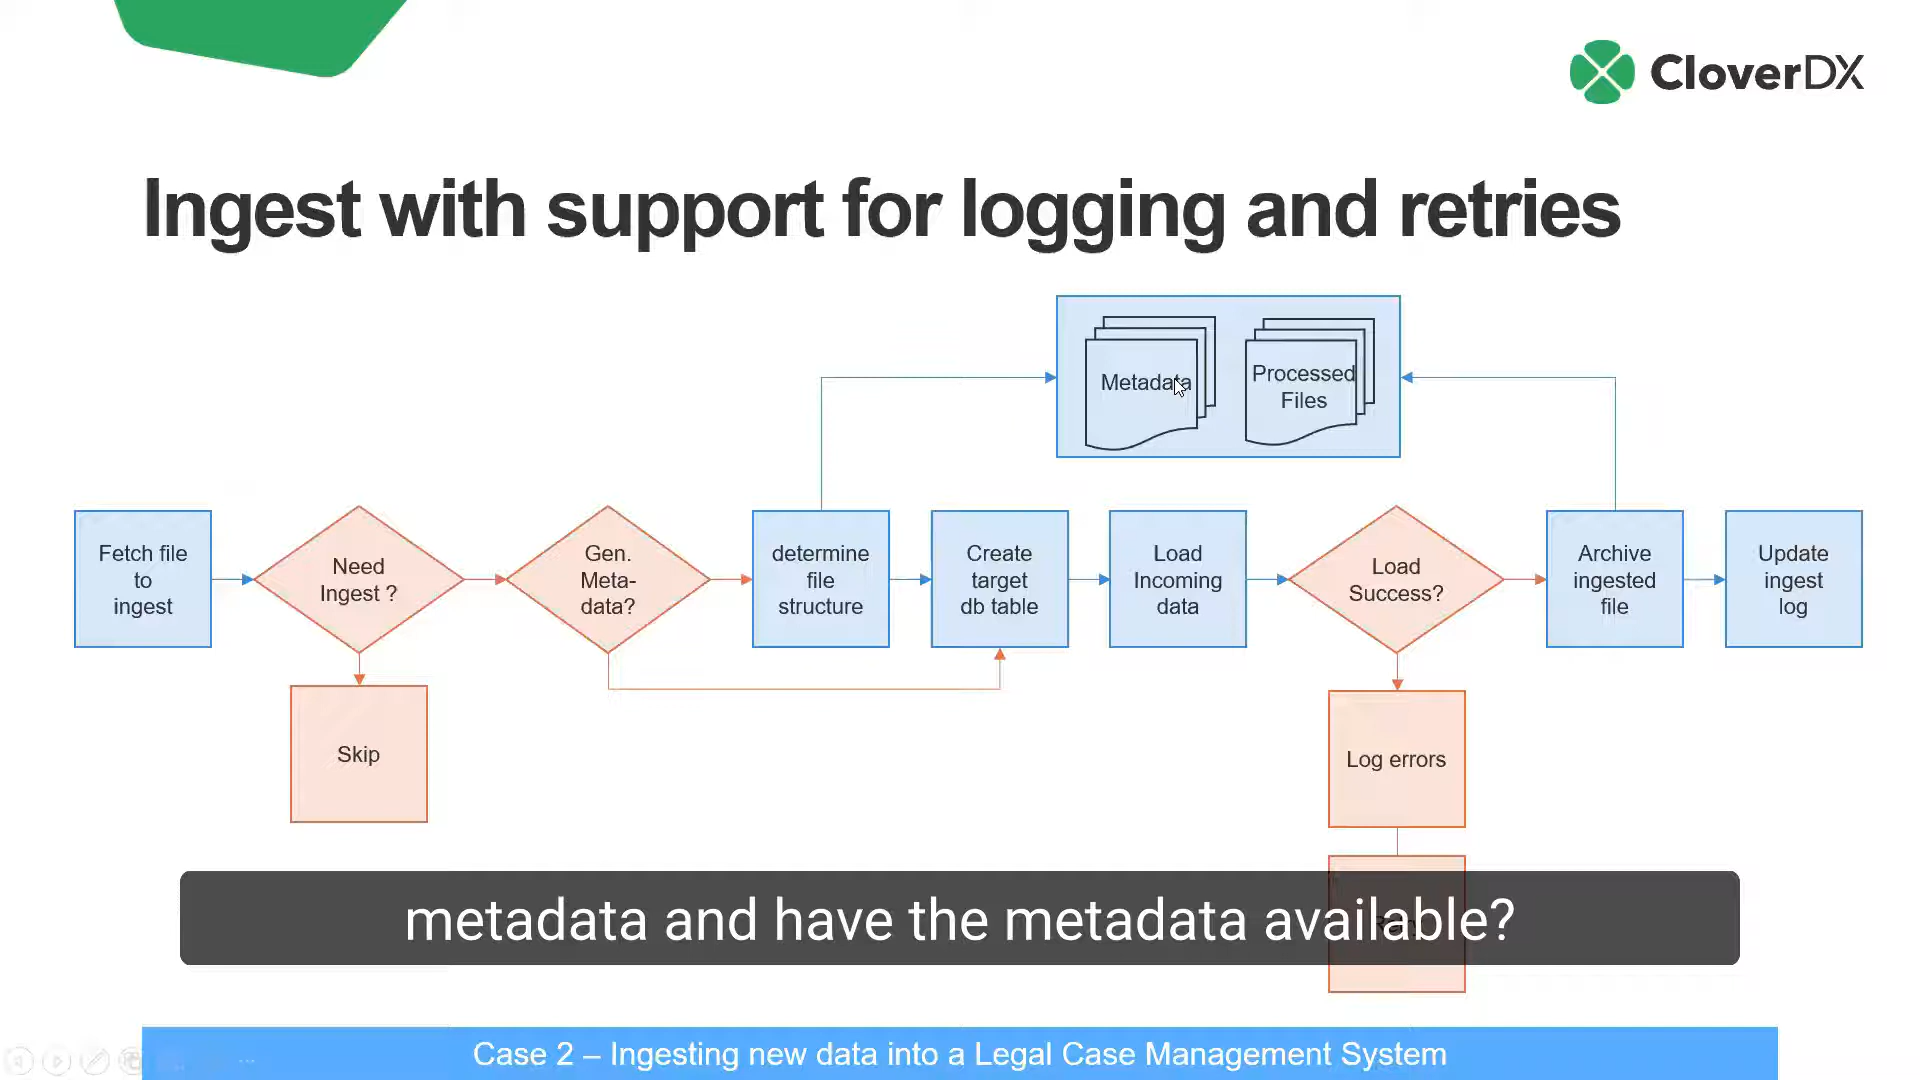 CloverDX
Ingest with support for logging and retries
Metadata
Processed
Files
Fetch file
to
ingest
Need
Ingest ?
Gen.
Meta-
data?
determine
file
structure
Create
target
db table
Load
Incoming
data
Load
Success?
Archive
ingested
file
Update
ingest
log
Skip
Log errors
metadata and have the metadata available?
Case 2 – Ingesting new data into a Legal Case Management System